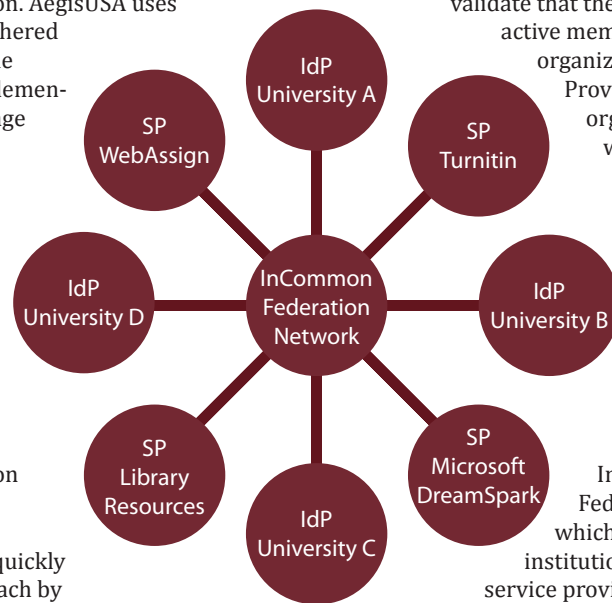 on. AegisUSA uses
hered
e
lemen-
ge
on
quickly
ach by
IdP
University A
SP
WebAssign
SP
Turnitin
IdP
University D
InCommon
Federation
Network
IdP
University B
SP
Library
Resources
SP
Microsoft
DreamSpark
IdP
University C
validate that the
active mem
organiz
Prov
org
w
In
Fed
which
institutio
service provi